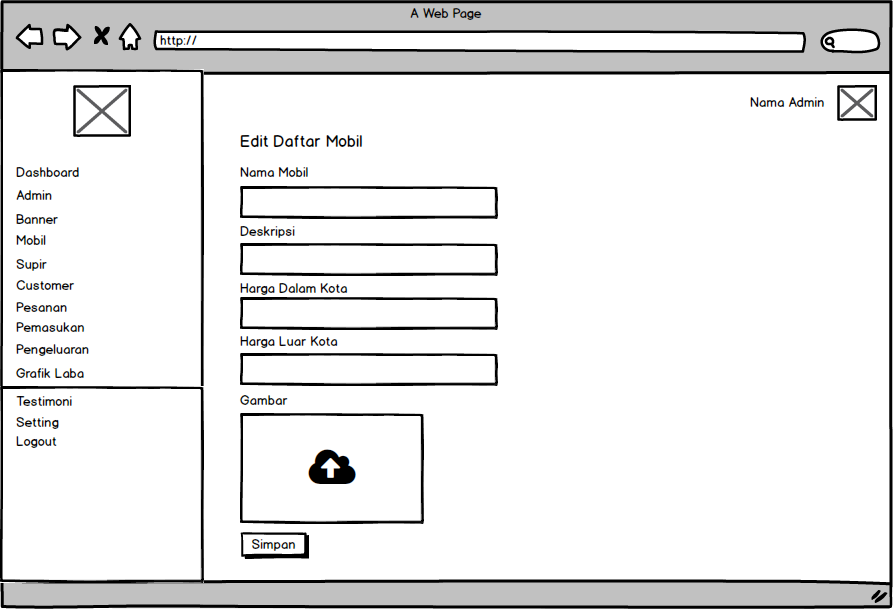 A Web Page
http://
Nama Admin
Dashboard
Admin
Banner
Mobil
Supir
Customer
Pesanan
Pemasukan
Pengeluaran
Grafik Laba
Testimoni
Setting
Logout
Edit Daftar Mobil
Nama Mobil
Deskripsi
Harga Dalam Kota
Harga Luar Kota
Gambar
Simpan